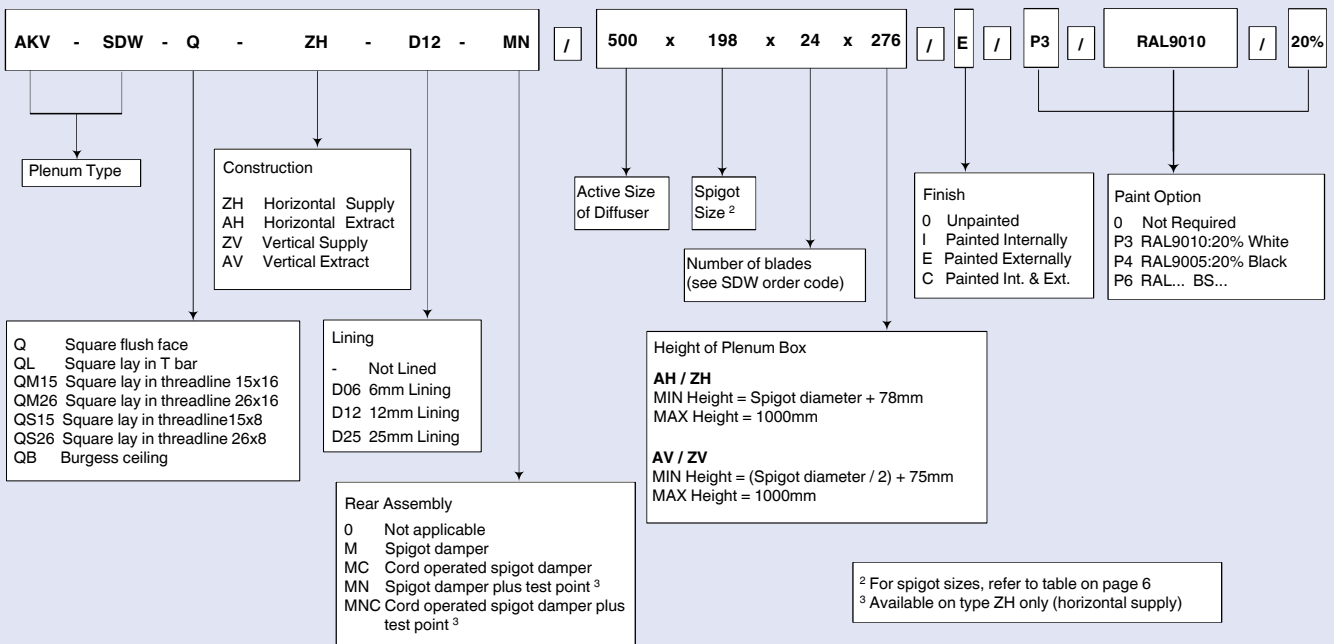 AKV - SDW - Q - ZH - D12 - MN / 500 x 198 x 24 x 276 / E / P3 / RAL9010 / 20%
Plenum Type
Construction
ZH Horizontal Supply
AH Horizontal Extract
ZV Vertical Supply
AV Vertical Extract
Active Size
of Diffuser
Spigot
Size ²
Number of blades
(see SDW order code)
Finish
0 Unpainted
I Painted Internally
E Painted Externally
C Painted Int. & Ext.
Paint Option
0 Not Required
P3 RAL9010:20% White
P4 RAL9005:20% Black
P6 RAL... BS...
Q Square flush face
QL Square lay in T bar
QM15 Square lay in threadline 15x16
QM26 Square lay in threadline 26x16
QS15 Square lay in threadline15x8
QS26 Square lay in threadline 26x8
QB Burgess ceiling
Lining
- Not Lined
D06 6mm Lining
D12 12mm Lining
D25 25mm Lining
Height of Plenum Box
AH / ZH
MIN Height = Spigot diameter + 78mm
MAX Height = 1000mm
AV / ZV
MIN Height = (Spigot diameter / 2) + 75mm
MAX Height = 1000mm
Rear Assembly
0 Not applicable
M Spigot damper
MC Cord operated spigot damper
MN Spigot damper plus test point ³
MNC Cord operated spigot damper plus
test point ³
² For spigot sizes, refer to table on page 6
³ Available on type ZH only (horizontal supply)